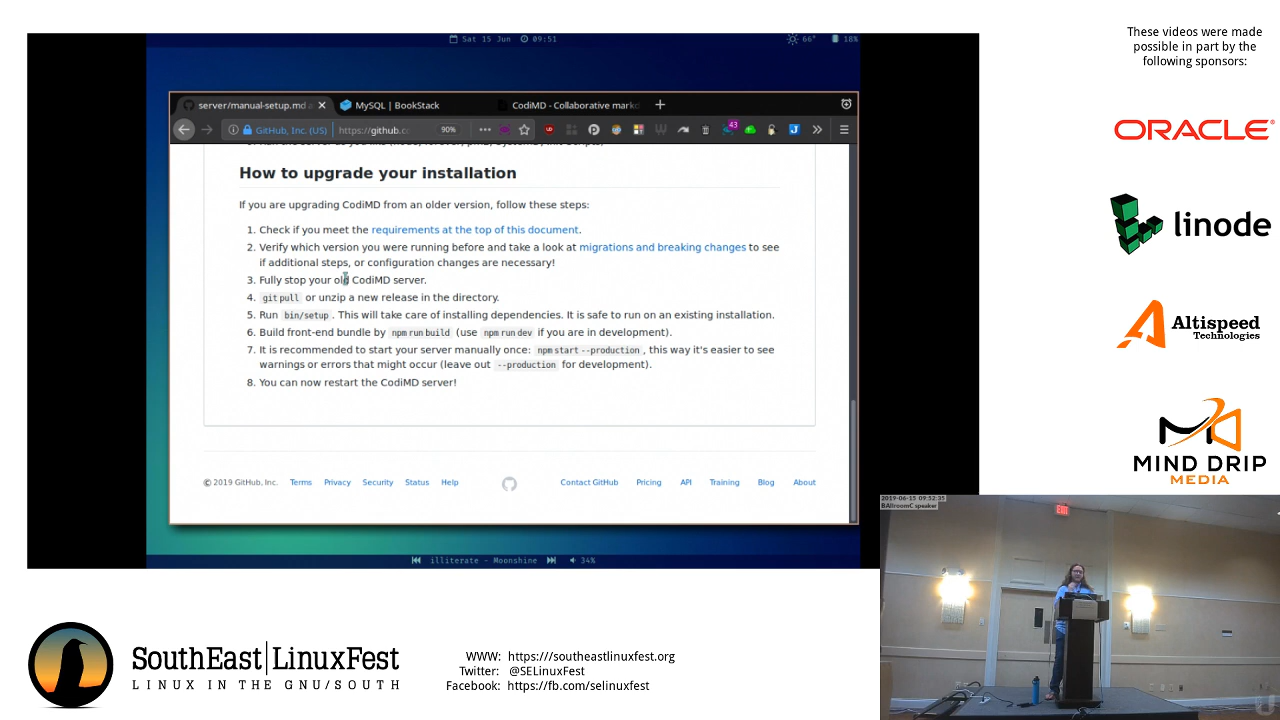 Sat 15 Jun 09:51 66° 18%
server/manual-setup.md MySQL | BookStack CodiMD - Collaborative
GitHub, Inc. (US) https://github.c 90% 43
How to upgrade your installation
If you are upgrading CodiMD from an older version, follow these steps:
1. Check if you meet the requirements at the top of this document.
2. Verify which version you were running before and take a look at migrations and breaking changes to see
if additional steps, or configuration changes are necessary!
3. Fully stop your old CodiMD server.
4. git pull or unzip a new release in the directory.
5. Run bin/setup. This will take care of installing dependencies. It is safe to run on an existing installation.
6. Build front-end bundle by npm run build (use npm run dev if you are in development).
7. It is recommended to start your server manually once: npm start --production, this way it's easier to see
warnings or errors that might occur (leave out --production for development).
8. You can now restart the CodiMD server!
© 2019 GitHub, Inc. Terms Privacy Security Status Help Contact GitHub Pricing API Training Blog About
illiterate - Moonshine 34%
These videos were made
possible in part by the
following sponsors:
ORACLE
linode
Altispeed
Technologies
MIND DRIP
MEDIA
2019-06-15 09:52:35
BAllroomC speaker
EXIT
SouthEast LinuxFest
LINUX IN THE GNU/SOUTH
WWW: https:///southeastlinuxfest.org
Twitter: @SELinuxFest
Facebook: https://fb.com/selinuxfest